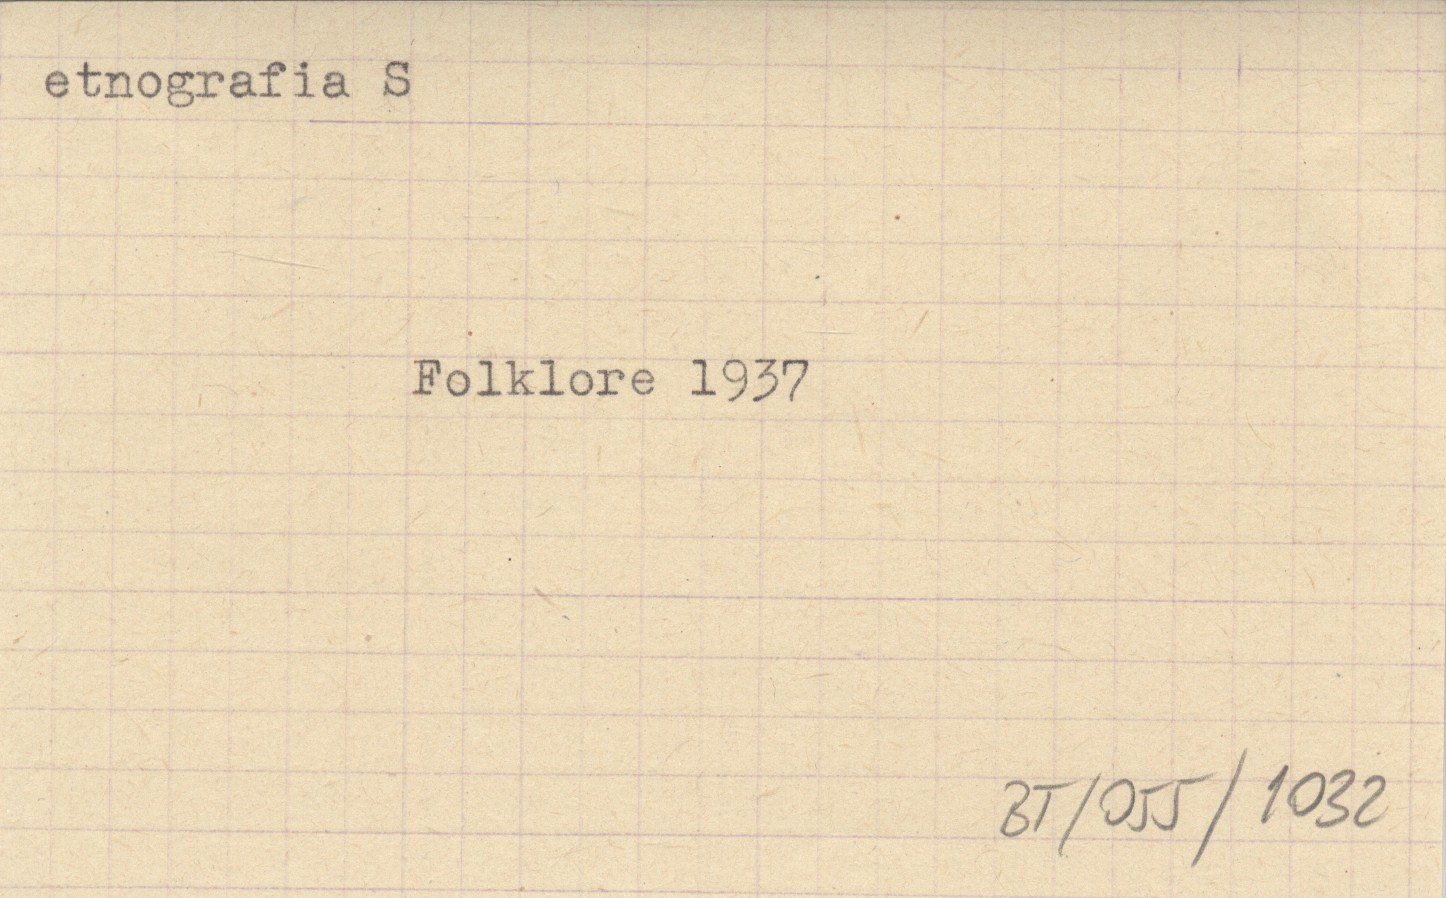 etnografia S
Folklore 1937
BT/055/1032